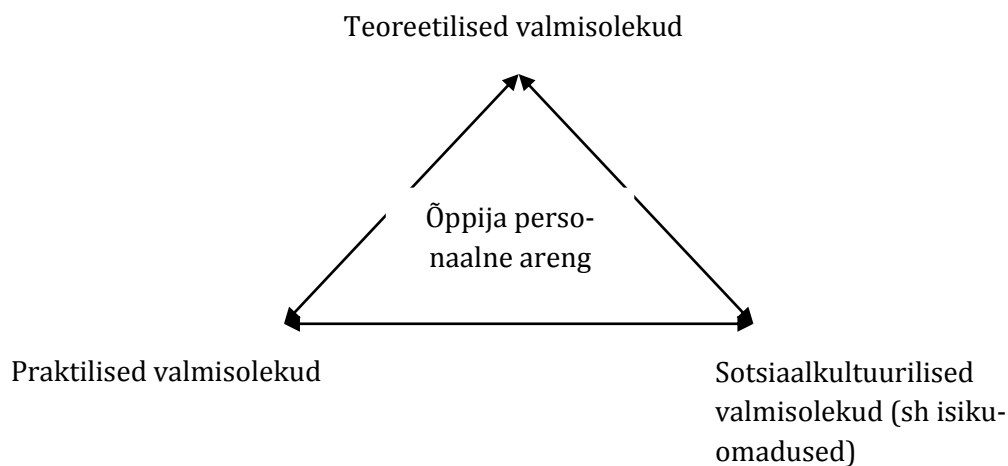 Teoreetilised valmisolekud
Õppija perso-
naalne areng
Praktilised valmisolekud
Sotsiaalkultuurilised
valmisolekud (sh isiku-
omadused)